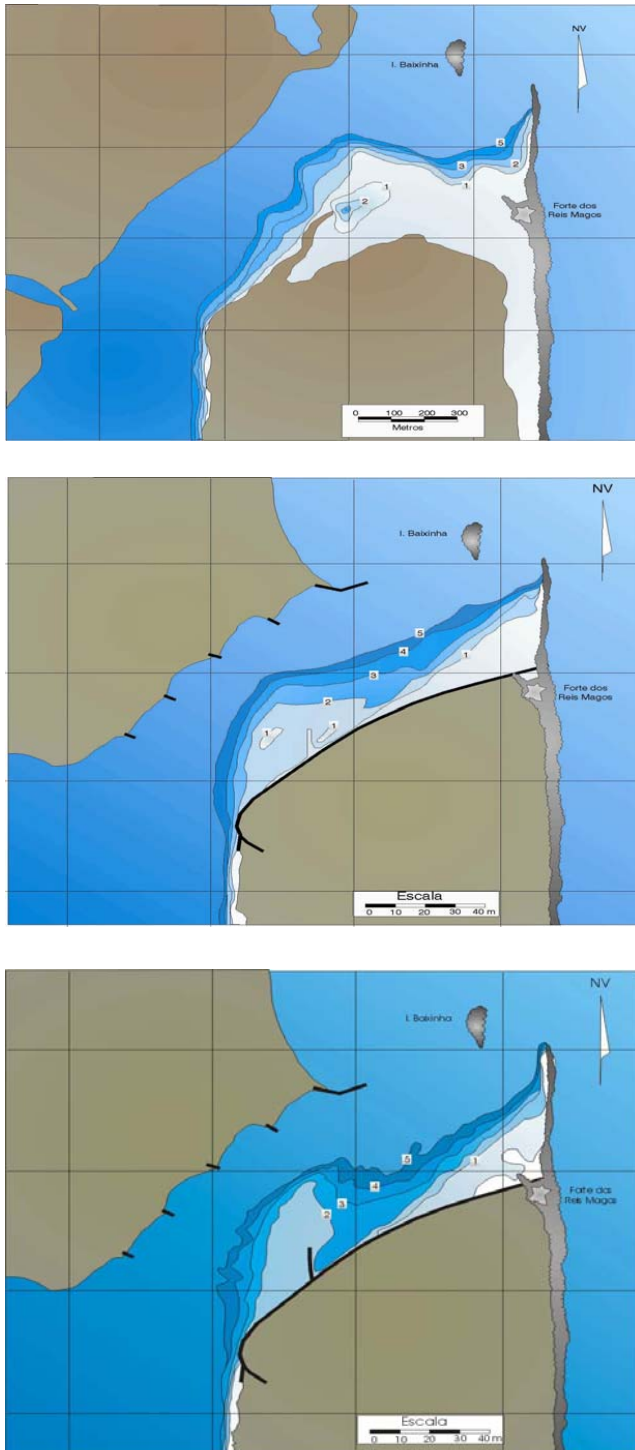 NV
I. Baixinha
5
3
2
1
1
2
Forte dos
Reis Magos
0 100 200 300
Metros
NV
I. Baixinha
5
4
3
1
2
1
1
Forte dos
Reis Magos
Escala
0 10 20 30 40 m
NV
I. Baixinha
5
1
4
3
2
Forte dos
Reis Magos
Escala
0 10 20 30 40 m